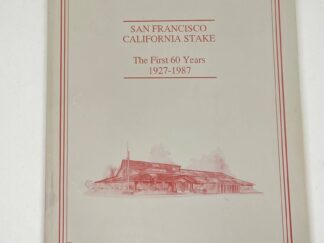 SAN FRANCISCO
CALIFORNIA STAKE
The First 60 Years
1927-1987